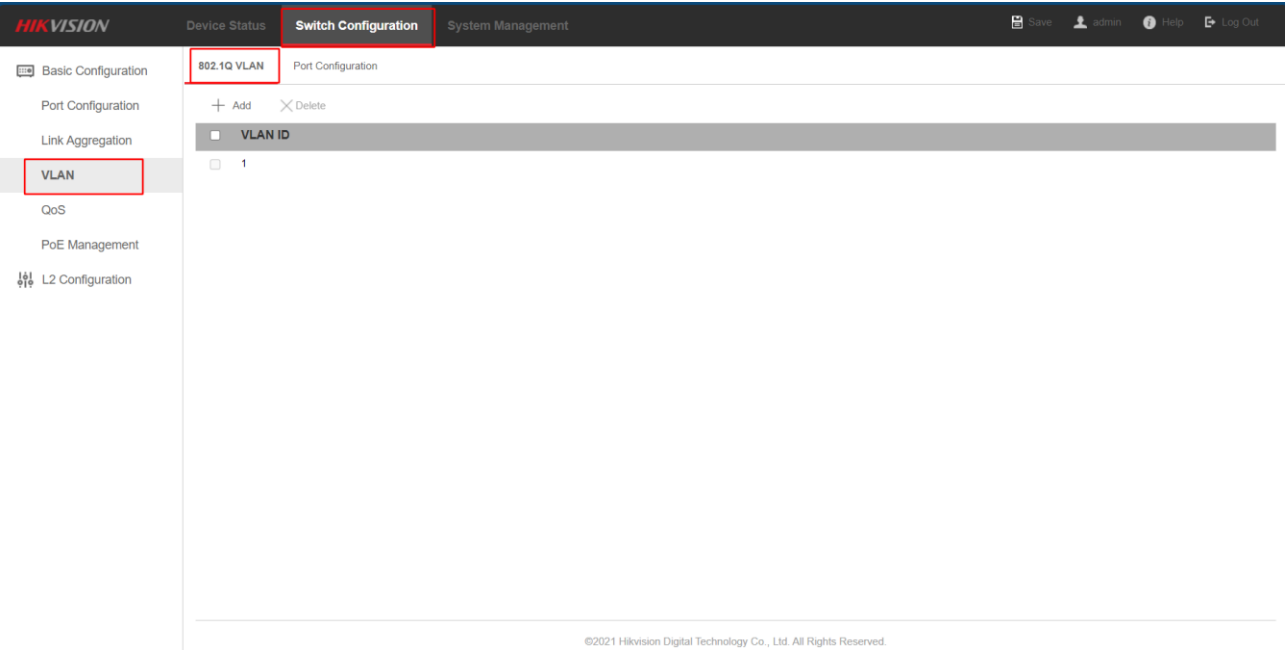 HIKVISION Device Status Switch Configuration System Management Save admin Help Log Out
Basic Configuration
Port Configuration
Link Aggregation
VLAN
QoS
PoE Management
L2 Configuration
802.1Q VLAN Port Configuration
Add Delete
VLAN ID
1
©2021 Hikvision Digital Technology Co., Ltd. All Rights Reserved.